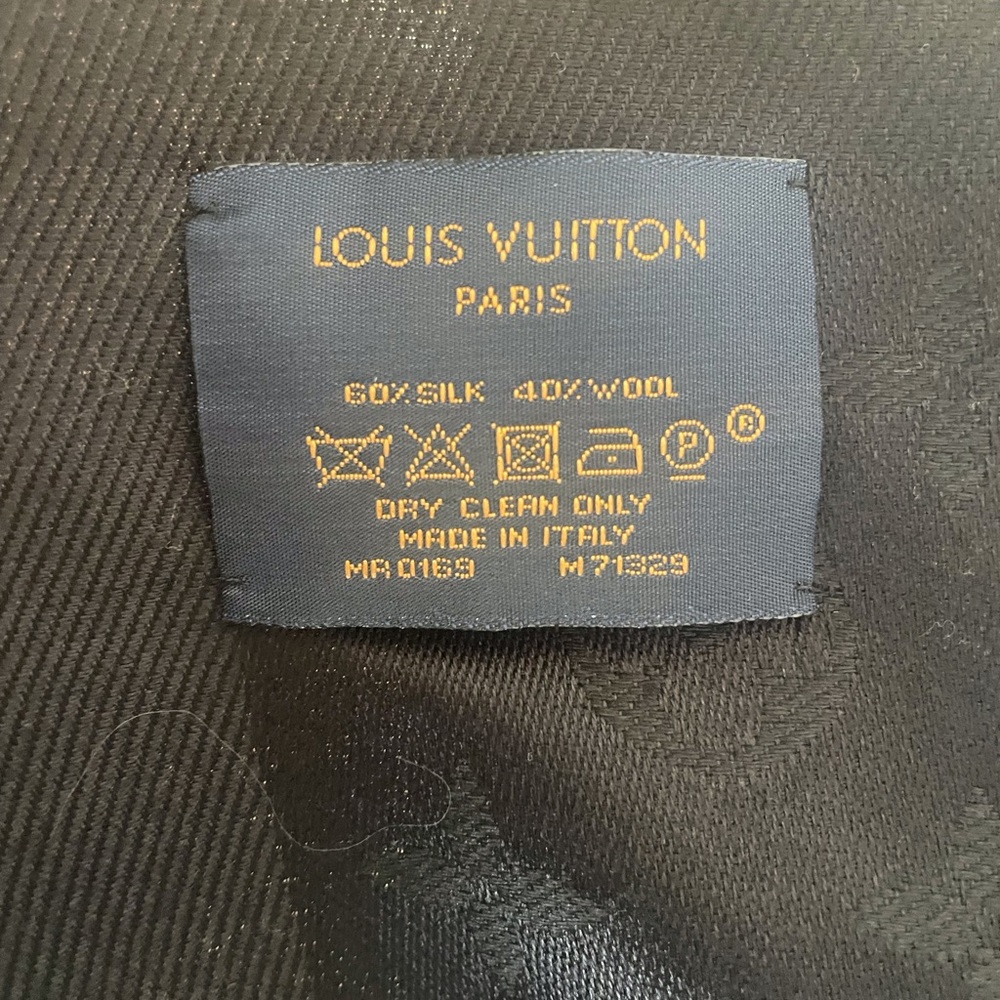 LOUIS VUITTON
PARIS
60% SILK 40% WOOL
P ®
DRY CLEAN ONLY
MADE IN ITALY
MA0169 M71329